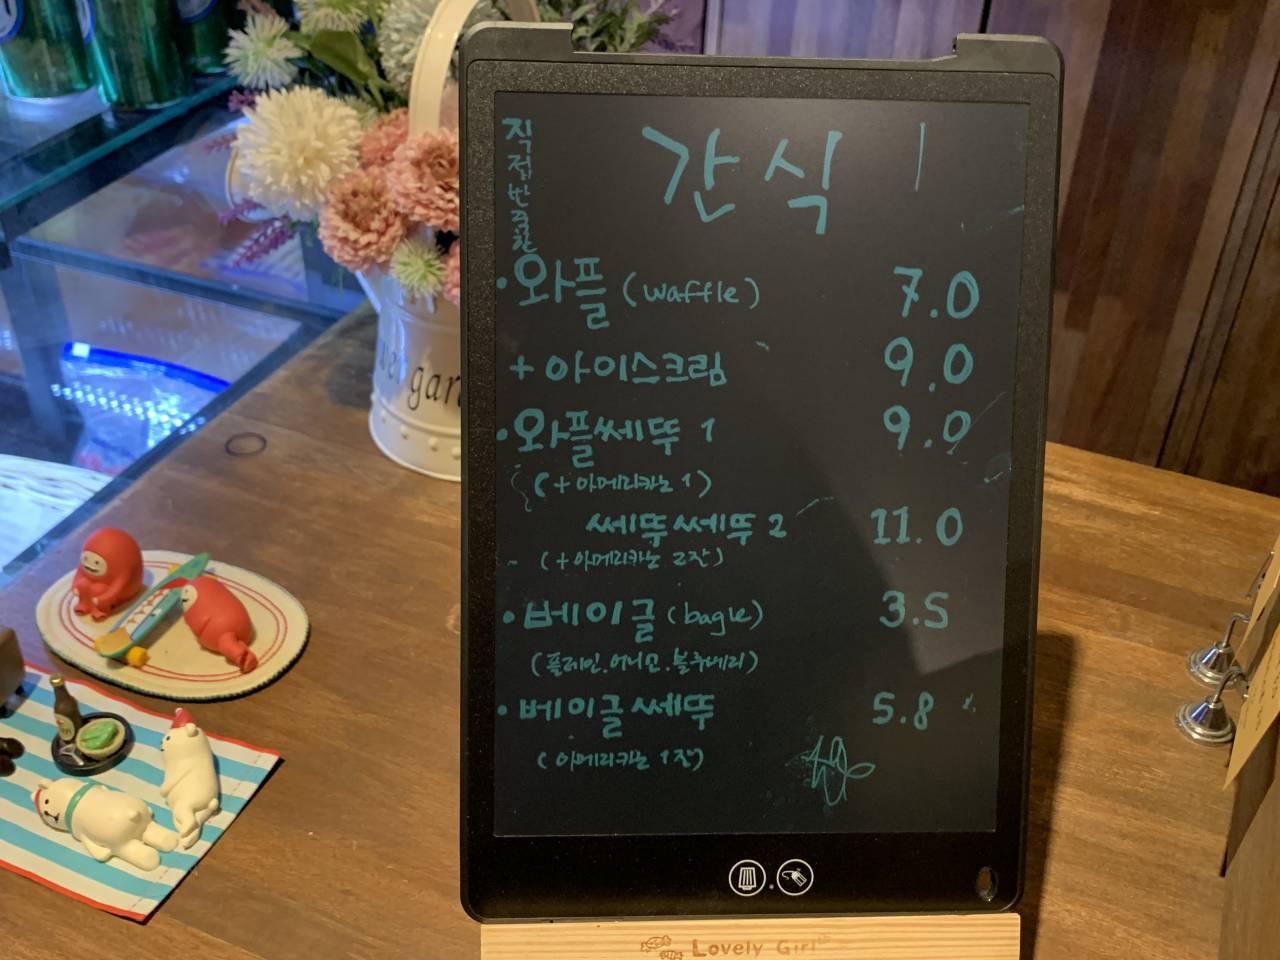 간식
직접반죽한
·와플 (waffle) 7.0
+아이스크림 9.0
·와플쎄뚜 1 9.0
(+아메리카노 1)
쎄뚜쎄뚜 2 11.0
(+아메리카노 2잔)
·베이글 (bagle) 3.5
(플레인.어니언.블루베리)
·베이글쎄뚜 5.8
(아메리카노 1잔)
Lovely Girl
gar